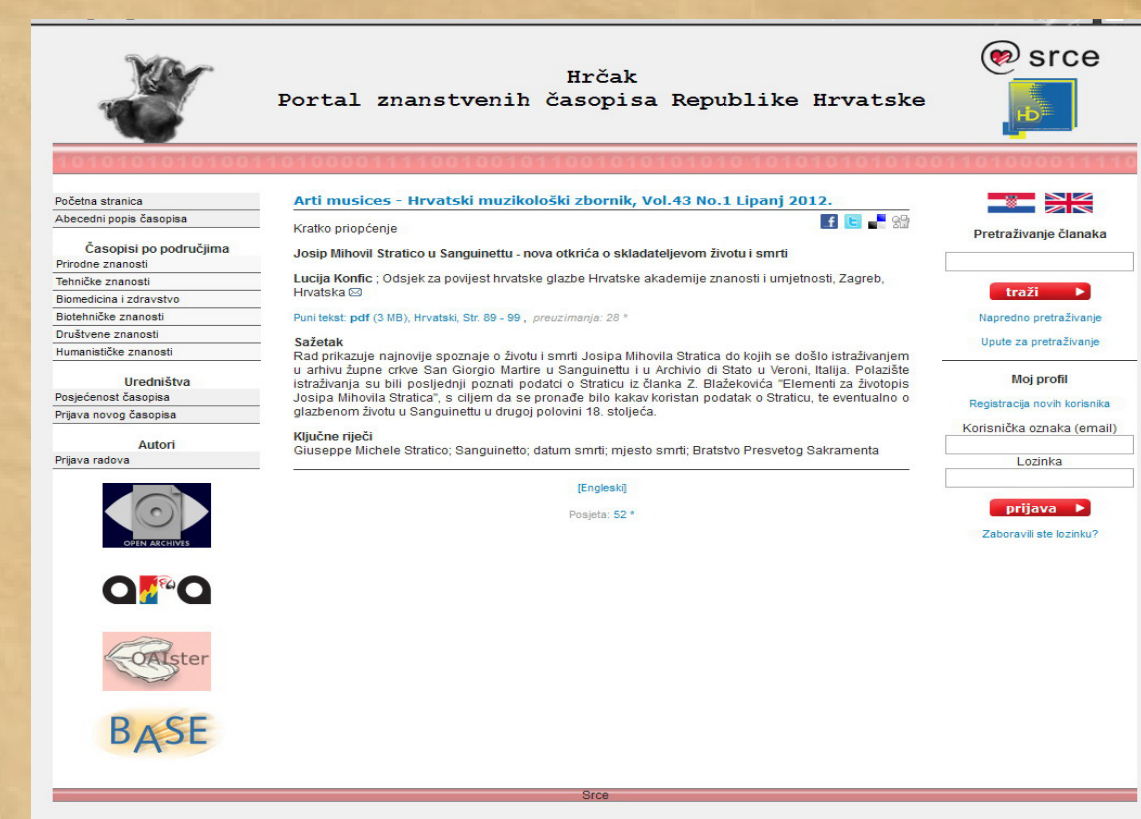 Hrčak
Portal znanstvenih časopisa Republike Hrvatske
srce
HD
Početna stranica
Abecedni popis časopisa
Časopisi po područjima
Prirodne znanosti
Tehničke znanosti
Biomedicina i zdravstvo
Biotehničke znanosti
Društvene znanosti
Humanističke znanosti
Uredništva
Posjećenost časopisa
Prijava novog časopisa
Autori
Prijava radova
OPEN ARCHIVES
OAIster
BASE
Arti musices - Hrvatski muzikološki zbornik, Vol.43 No.1 Lipanj 2012.
Kratko priopćenje
Josip Mihovil Stratico u Sanguinettu - nova otkrića o skladateljevom životu i smrti
Lucija Konfic ; Odsjek za povijest hrvatske glazbe Hrvatske akademije znanosti i umjetnosti, Zagreb,
Hrvatska
Puni tekst: pdf (3 MB), Hrvatski, Str. 89 - 99 , preuzimanja: 28 *
Sažetak
Rad prikazuje najnovije spoznaje o životu i smrti Josipa Mihovila Stratica do kojih se došlo istraživanjem
u arhivu župne crkve San Giorgio Martire u Sanguinettu i u Archivio di Stato u Veroni, Italija. Polazište
istraživanja su bili posljednji poznati podatci o Straticu iz članka Z. Blažekovića "Elementi za životopis
Josipa Mihovila Stratica", s ciljem da se pronađe bilo kakav koristan podatak o Straticu, te eventualno o
glazbenom životu u Sanguinettu u drugoj polovini 18. stoljeća.
Ključne riječi
Giuseppe Michele Stratico; Sanguinetto; datum smrti; mjesto smrti; Bratstvo Presvetog Sakramenta
[Engleski]
Posjeta: 52 *
Pretraživanje članaka
traži
Napredno pretraživanje
Upute za pretraživanje
Moj profil
Registracija novih korisnika
Korisnička oznaka (email)
Lozinka
prijava
Zaboravili ste lozinku?
Srce